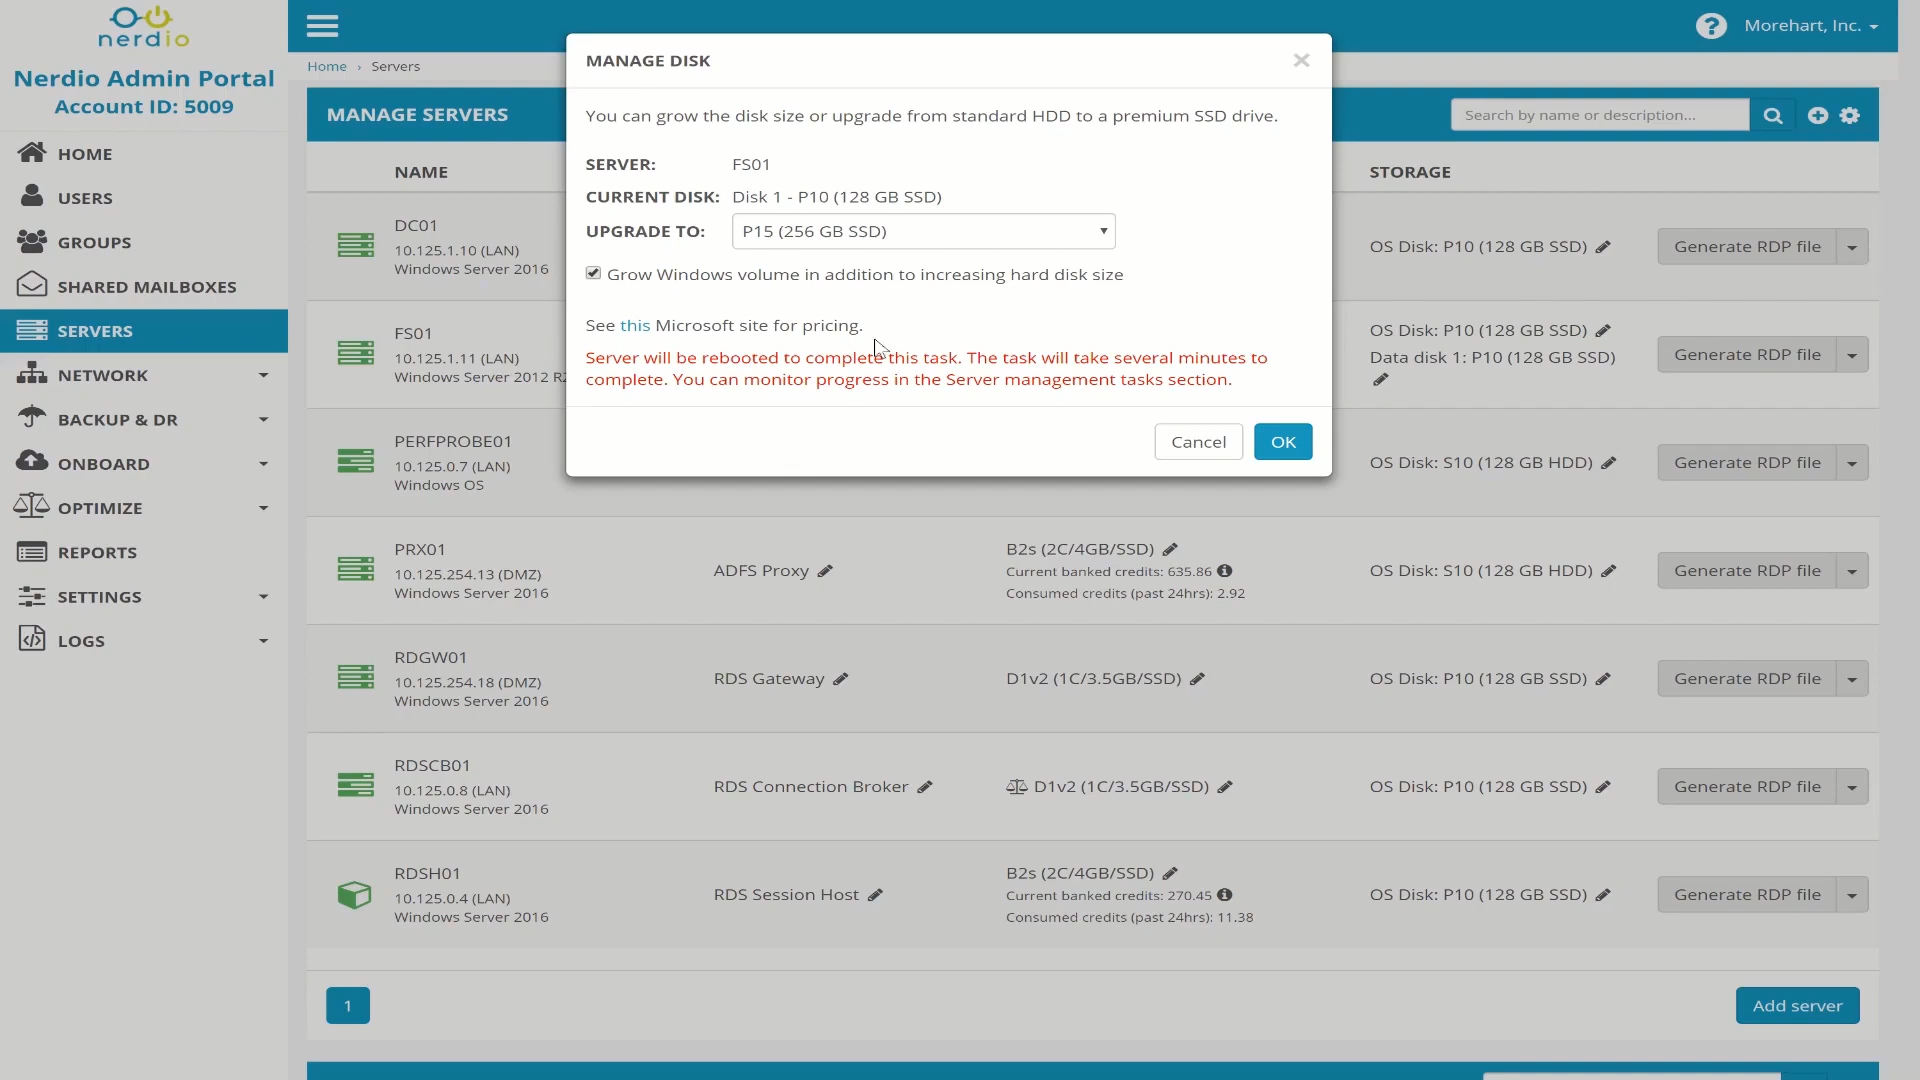 nerdio
Nerdio Admin Portal
Account ID: 5009
HOME
USERS
GROUPS
SHARED MAILBOXES
SERVERS
NETWORK
BACKUP & DR
ONBOARD
OPTIMIZE
REPORTS
SETTINGS
LOGS
? Morehart, Inc.
Home › Servers
MANAGE SERVERS
Search by name or description...
NAME STORAGE
DC01
10.125.1.10 (LAN)
Windows Server 2016
OS Disk: P10 (128 GB SSD)
Generate RDP file
FS01
10.125.1.11 (LAN)
Windows Server 2012 R2
OS Disk: P10 (128 GB SSD)
Data disk 1: P10 (128 GB SSD)
Generate RDP file
PERFPROBE01
10.125.0.7 (LAN)
Windows OS
OS Disk: S10 (128 GB HDD)
Generate RDP file
PRX01
10.125.254.13 (DMZ)
Windows Server 2016
ADFS Proxy
B2s (2C/4GB/SSD)
Current banked credits: 635.86
Consumed credits (past 24hrs): 2.92
OS Disk: S10 (128 GB HDD)
Generate RDP file
RDGW01
10.125.254.18 (DMZ)
Windows Server 2016
RDS Gateway
D1v2 (1C/3.5GB/SSD)
OS Disk: P10 (128 GB SSD)
Generate RDP file
RDSCB01
10.125.0.8 (LAN)
Windows Server 2016
RDS Connection Broker
D1v2 (1C/3.5GB/SSD)
OS Disk: P10 (128 GB SSD)
Generate RDP file
RDSH01
10.125.0.4 (LAN)
Windows Server 2016
RDS Session Host
B2s (2C/4GB/SSD)
Current banked credits: 270.45
Consumed credits (past 24hrs): 11.38
OS Disk: P10 (128 GB SSD)
Generate RDP file
1
Add server
MANAGE DISK
You can grow the disk size or upgrade from standard HDD to a premium SSD drive.
SERVER: FS01
CURRENT DISK: Disk 1 - P10 (128 GB SSD)
UPGRADE TO: P15 (256 GB SSD)
Grow Windows volume in addition to increasing hard disk size
See this Microsoft site for pricing.
Server will be rebooted to complete this task. The task will take several minutes to
complete. You can monitor progress in the Server management tasks section.
Cancel OK